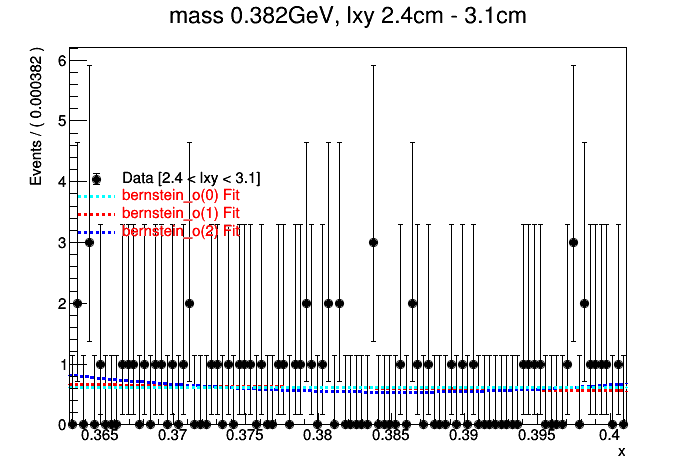 mass 0.382GeV, lxy 2.4cm - 3.1cm
Events / ( 0.000382 )
6
5
4
3
2
1
0
Data [2.4 < lxy < 3.1]
bernstein_o(0) Fit
bernstein_o(1) Fit
bernstein_o(2) Fit
0.365 0.37 0.375 0.38 0.385 0.39 0.395 0.4
x